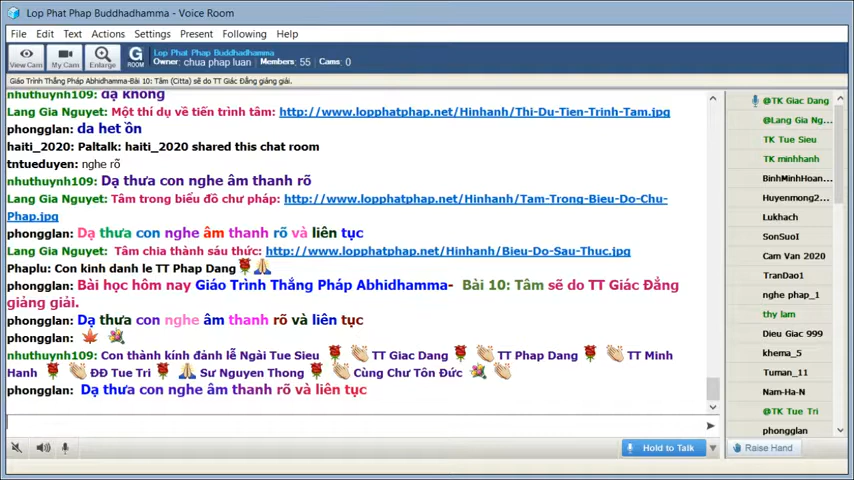 Lop Phat Phap Buddhadhamma - Voice Room
File Edit Text Actions Settings Present Following Help
View Cam My Cam Enlarge G ROOM
Lop Phat Phap Buddhadhamma
Owner: chua phap luan / Members: 55 Cams: 0
Giáo Trình Thắng Pháp Abhidhamma-Bài 10: Tâm (Citta) sẽ do TT Giác Đẳng giảng giải.
nhuthuynh109: dạ không
Lang Gia Nguyet: Một thí dụ về tiến trình tâm: http://www.lopphatphap.net/Hinhanh/Thi-Du-Tien-Trinh-Tam.jpg
phongglan: da het ồn
haiti_2020: Paltalk: haiti_2020 shared this chat room
tntueduyen: nghe rõ
nhuthuynh109: Dạ thưa con nghe âm thanh rõ
Lang Gia Nguyet: Tâm trong biểu đồ chư pháp: http://www.lopphatphap.net/Hinhanh/Tam-Trong-Bieu-Do-Chu-
Phap.jpg
phongglan: Dạ thưa con nghe âm thanh rõ và liên tục
Lang Gia Nguyet: Tâm chia thành sáu thức: http://www.lopphatphap.net/Hinhanh/Bieu-Do-Sau-Thuc.jpg
Phaplu: Con kinh danh le TT Phap Dang
phongglan: Bài học hôm nay Giáo Trình Thắng Pháp Abhidhamma- Bài 10: Tâm sẽ do TT Giác Đẳng
giảng giải.
phongglan: Dạ thưa con nghe âm thanh rõ và liên tục
phongglan:
nhuthuynh109: Con thành kính đảnh lễ Ngài Tue Sieu TT Giac Dang TT Phap Dang TT Minh
Hanh ĐĐ Tue Tri Sư Nguyen Thong Cùng Chư Tôn Đức
phongglan: Dạ thưa con nghe âm thanh rõ và liên tục
@TK Giac Dang
@Lang Gia Ng...
TK Tue Sieu
TK minhhanh
BinhMinhHoan...
Huyenmong2...
Lukhach
SonSuoI
Cam Van 2020
TranDao1
nghe phap_1
thy lam
Dieu Giac 999
khema_5
Tuman_11
Nam-Ha-N
@TK Tue Tri
phongglan
Hold to Talk
Raise Hand